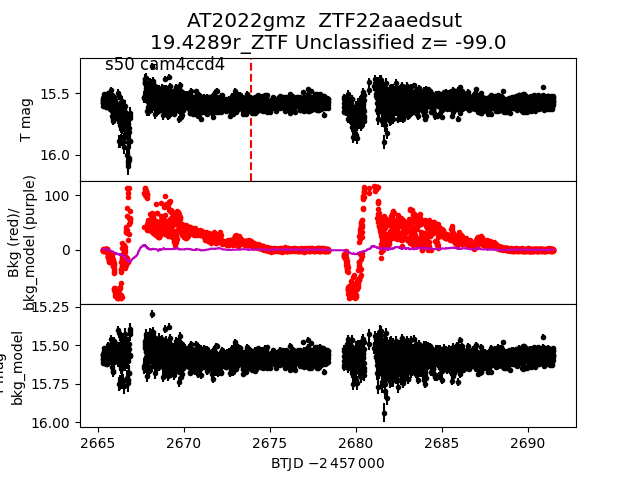 AT2022gmz ZTF22aaedsut
19.4289r_ZTF Unclassified z= -99.0
s50 cam4ccd4
T mag
15.5
16.0
Bkg (red)/
bkg_model (purple)
100
0
bkg_model
15.25
15.50
15.75
16.00
2665 2670 2675 2680 2685 2690
BTJD −2 457 000